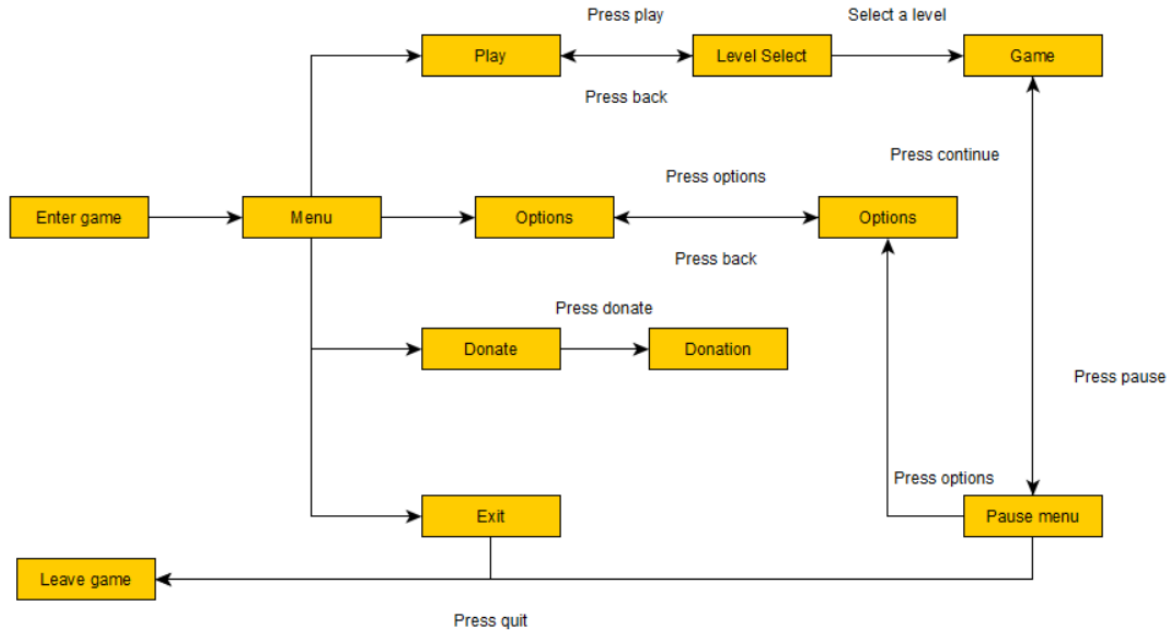 Press play
Select a level
Play
Level Select
Game
Press back
Press continue
Press options
Enter game
Menu
Options
Options
Press back
Press donate
Donate
Donation
Press pause
Press options
Exit
Pause menu
Leave game
Press quit